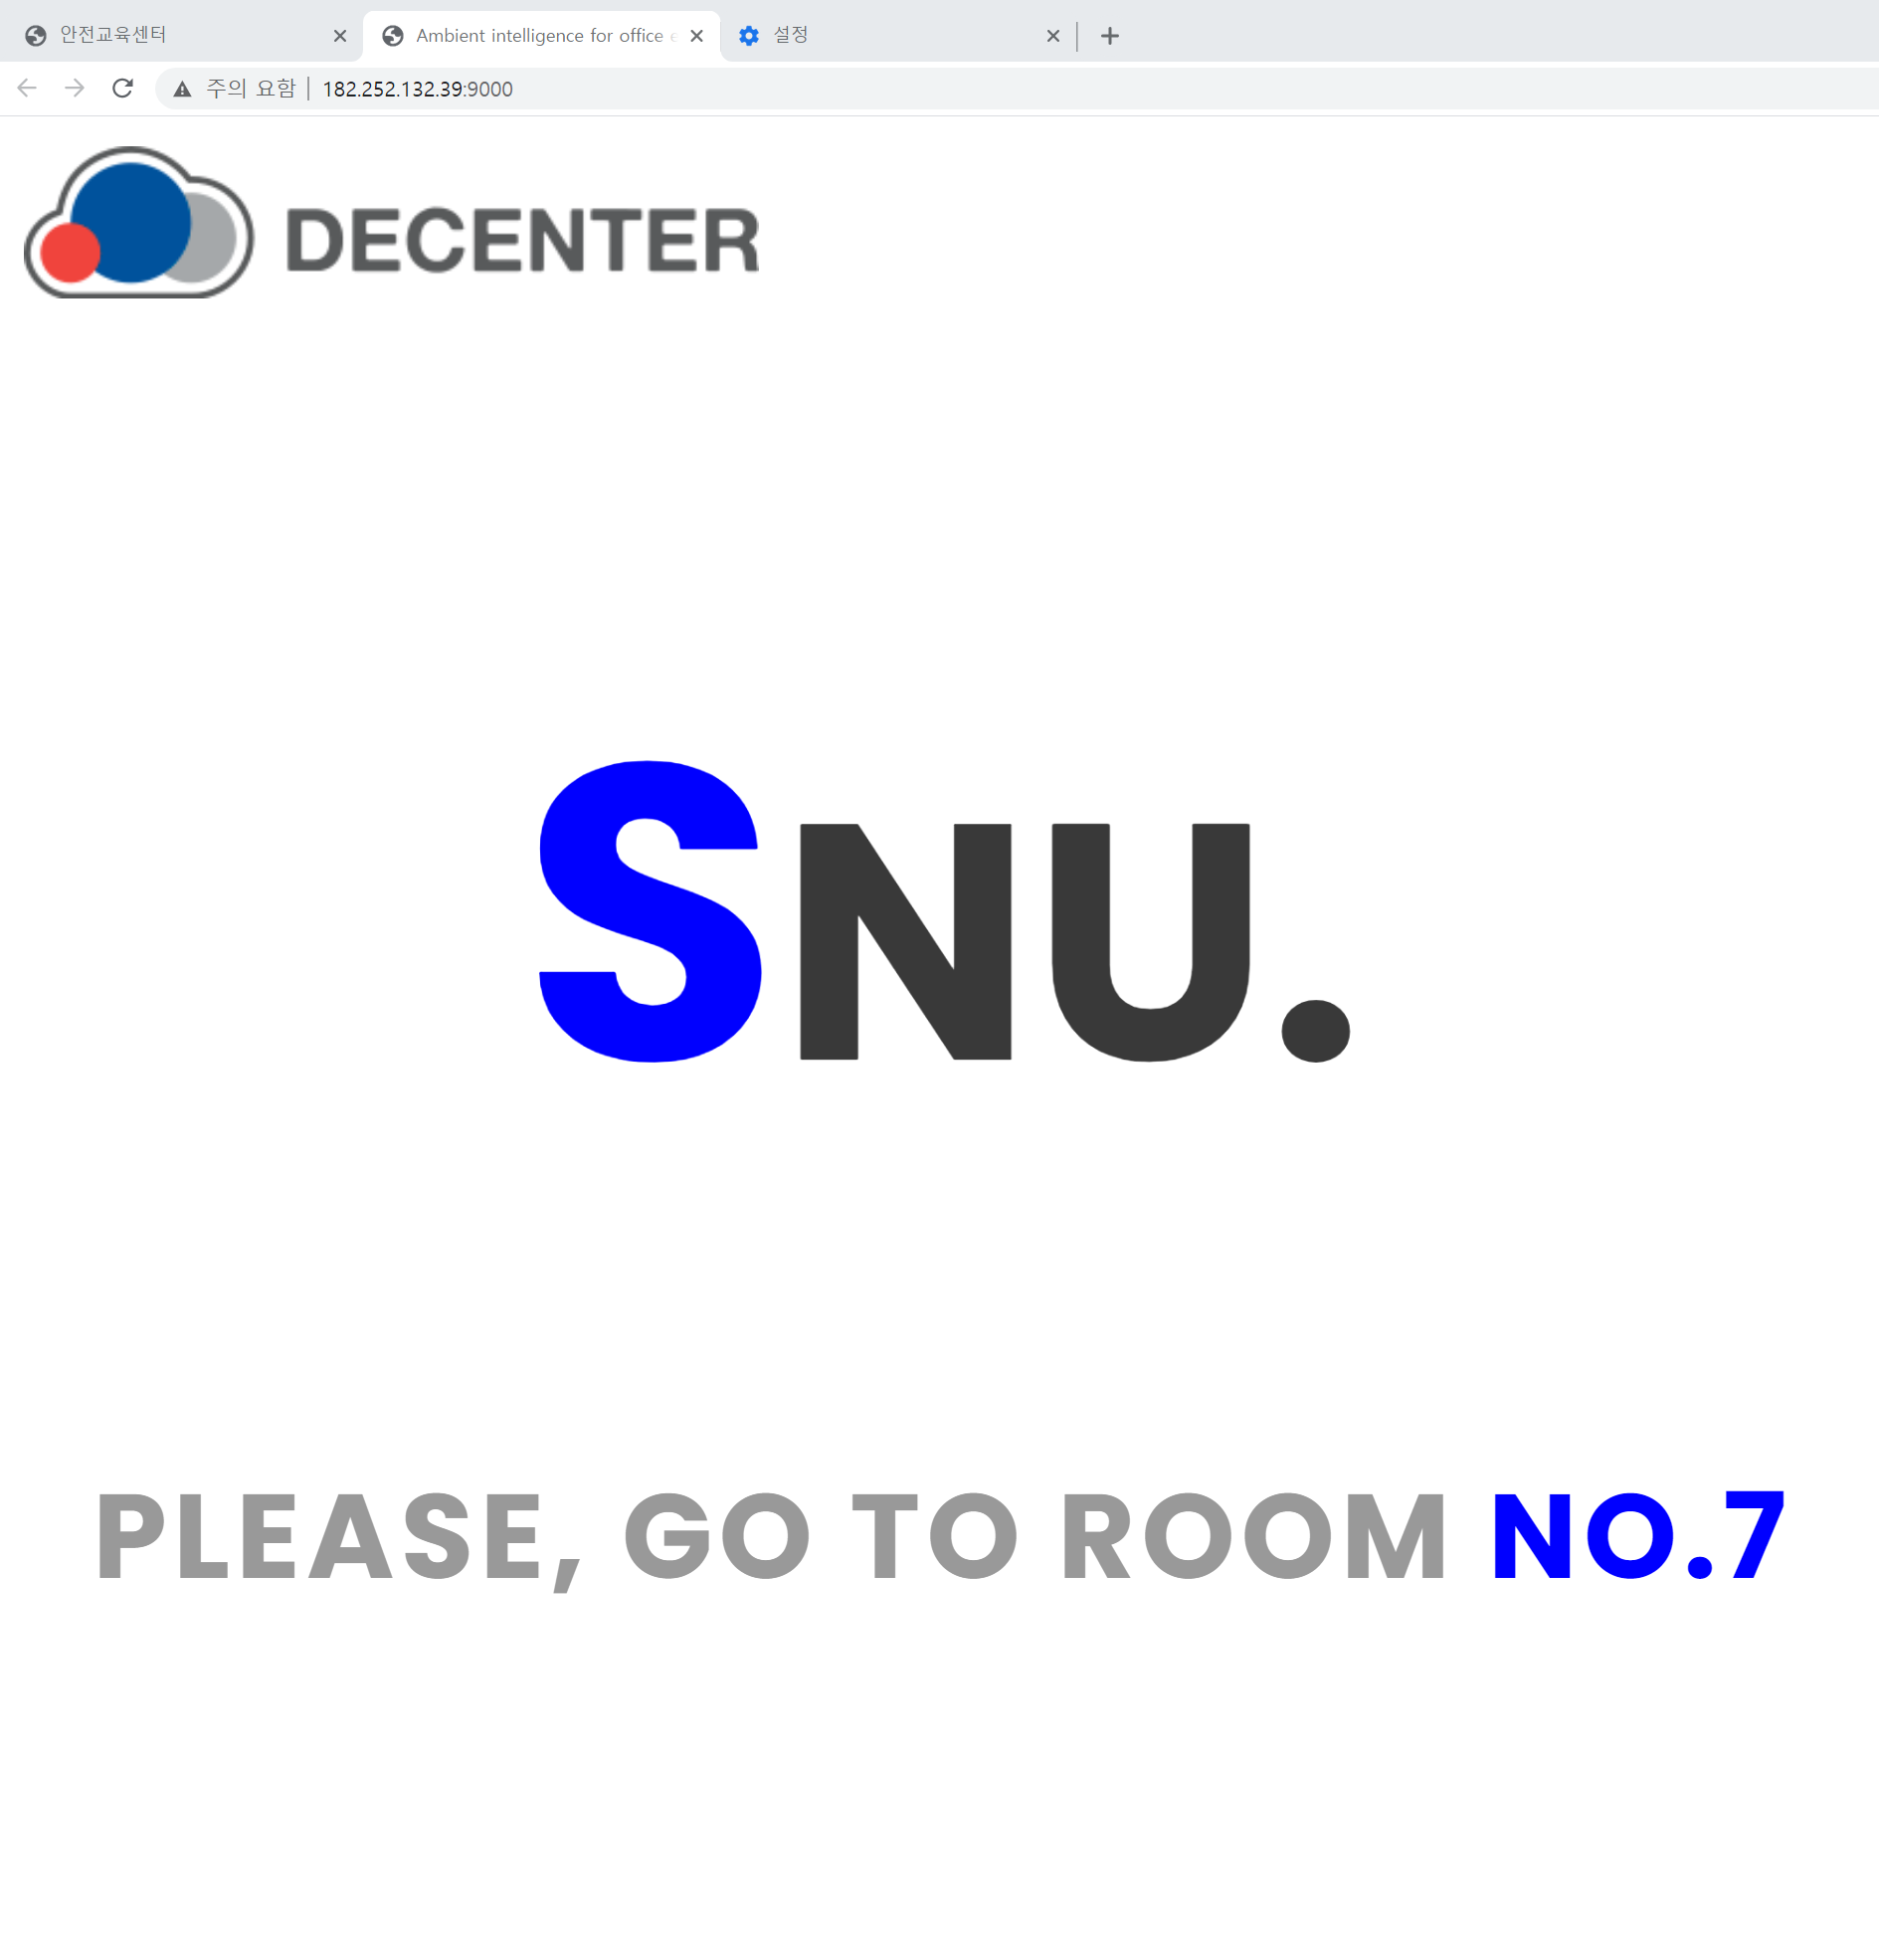 안전교육센터
Ambient intelligence for office
설정
주의 요함 | 182.252.132.39:9000
DECENTER
SNU.
PLEASE, GO TO ROOM NO.7